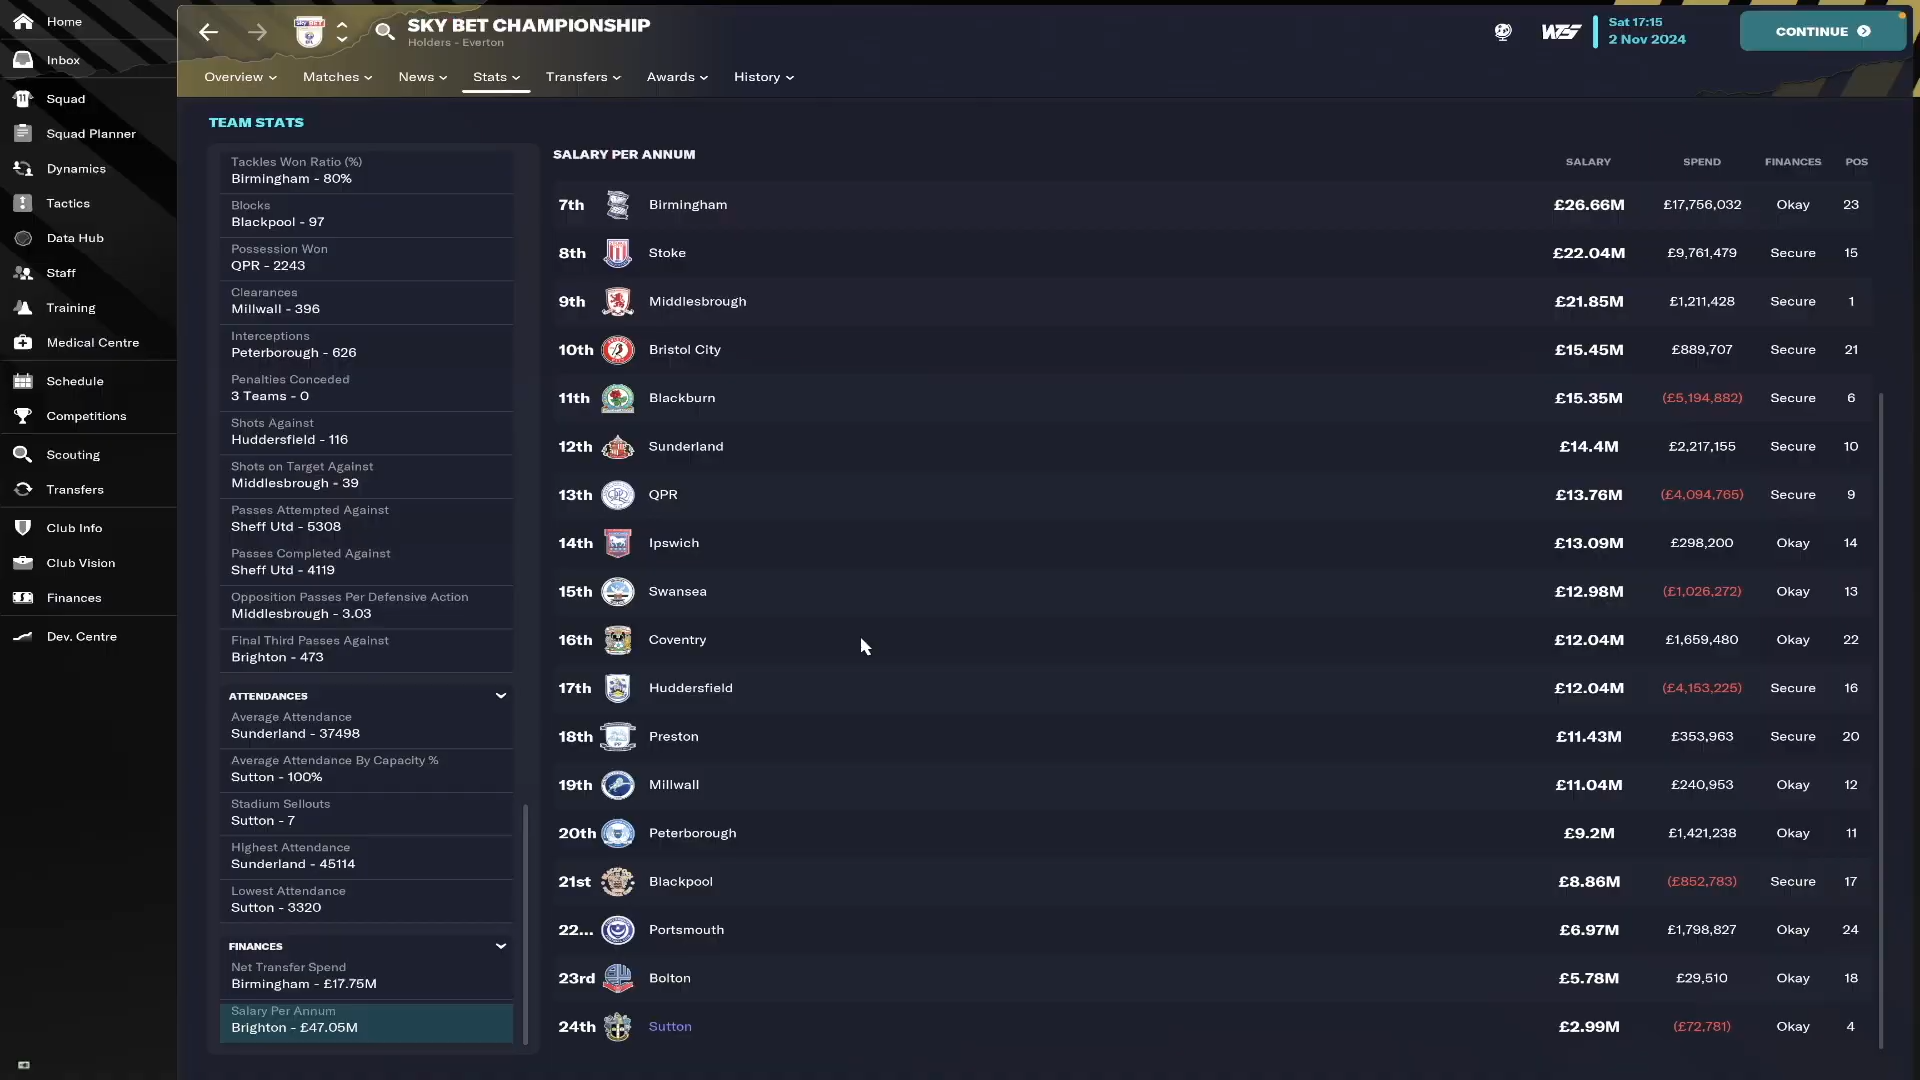 Home
Inbox
Squad
Squad Planner
Dynamics
Tactics
Data Hub
Staff
Training
Medical Centre
Schedule
Competitions
Scouting
Transfers
Club Info
Club Vision
Finances
Dev. Centre
SKY BET CHAMPIONSHIP
Holders - Everton
Sat 17:15
2 Nov 2024
CONTINUE
Overview
Matches
News
Stats
Transfers
Awards
History
TEAM STATS
Tackles Won Ratio (%)
Birmingham - 80%
Blocks
Blackpool - 97
Possession Won
QPR - 2243
Clearances
Millwall - 396
Interceptions
Peterborough - 626
Penalties Conceded
3 Teams - 0
Shots Against
Huddersfield - 116
Shots on Target Against
Middlesbrough - 39
Passes Attempted Against
Sheff Utd - 5308
Passes Completed Against
Sheff Utd - 4119
Opposition Passes Per Defensive Action
Middlesbrough - 3.03
Final Third Passes Against
Brighton - 473
ATTENDANCES
Average Attendance
Sunderland - 37498
Average Attendance By Capacity %
Sutton - 100%
Stadium Sellouts
Sutton - 7
Highest Attendance
Sunderland - 45114
Lowest Attendance
Sutton - 3320
FINANCES
Net Transfer Spend
Birmingham - £17.75M
Salary Per Annum
Brighton - £47.05M
SALARY PER ANNUM SALARY SPEND FINANCES POS
7th Birmingham £26.66M £17,756,032 Okay 23
8th Stoke £22.04M £9,761,479 Secure 15
9th Middlesbrough £21.85M £1,211,428 Secure 1
10th Bristol City £15.45M £889,707 Secure 21
11th Blackburn £15.35M (£5,194,882) Secure 6
12th Sunderland £14.4M £2,217,155 Secure 10
13th QPR £13.76M (£4,094,765) Secure 9
14th Ipswich £13.09M £298,200 Okay 14
15th Swansea £12.98M (£1,026,272) Okay 13
16th Coventry £12.04M £1,659,480 Okay 22
17th Huddersfield £12.04M (£4,153,225) Secure 16
18th Preston £11.43M £353,963 Secure 20
19th Millwall £11.04M £240,953 Okay 12
20th Peterborough £9.2M £1,421,238 Okay 11
21st Blackpool £8.86M (£852,783) Secure 17
22... Portsmouth £6.97M £1,798,827 Okay 24
23rd Bolton £5.78M £29,510 Okay 18
24th Sutton £2.99M (£72,781) Okay 4